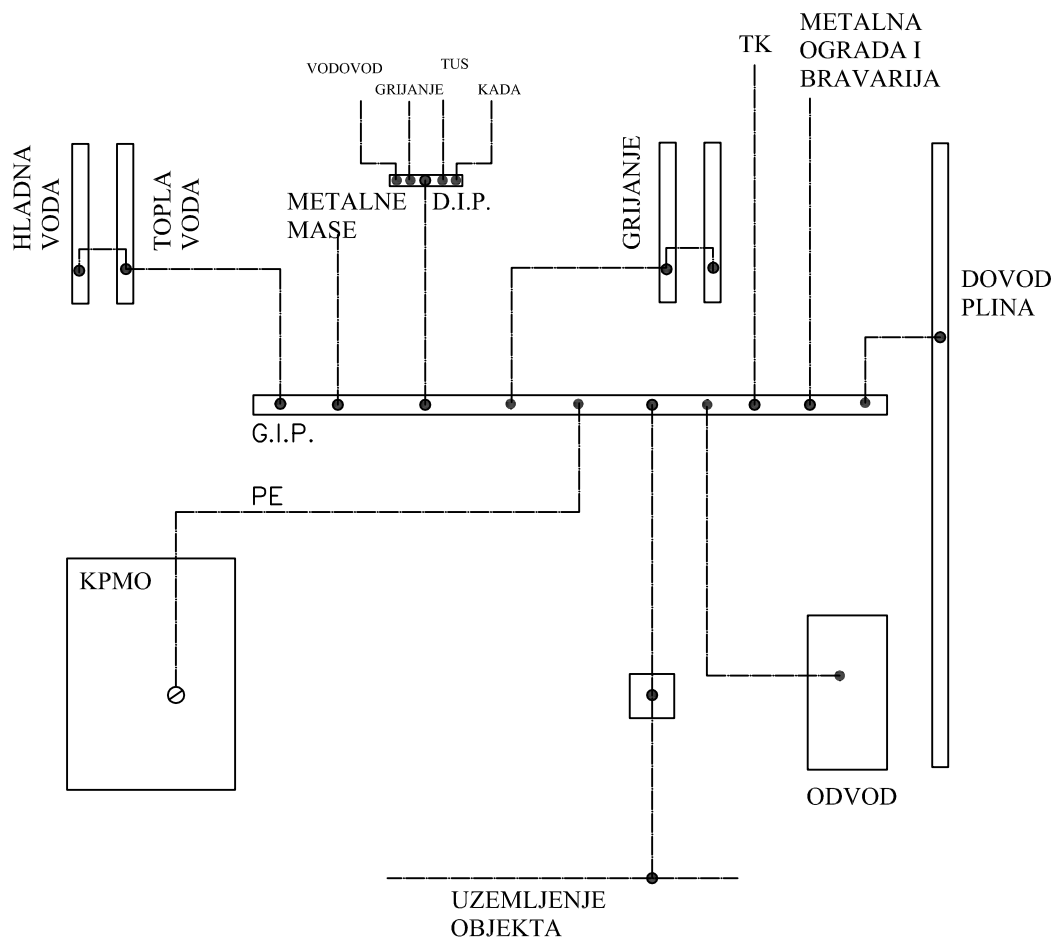 METALNA
OGRADA I
BRAVARIJA
TK
VODOVOD
GRIJANJE
TUS
KADA
HLADNA
VODA
TOPLA
VODA
METALNE
MASE
D.I.P.
GRIJANJE
DOVOD
PLINA
G.I.P.
PE
KPMO
ODVOD
UZEMLJENJE
OBJEKTA